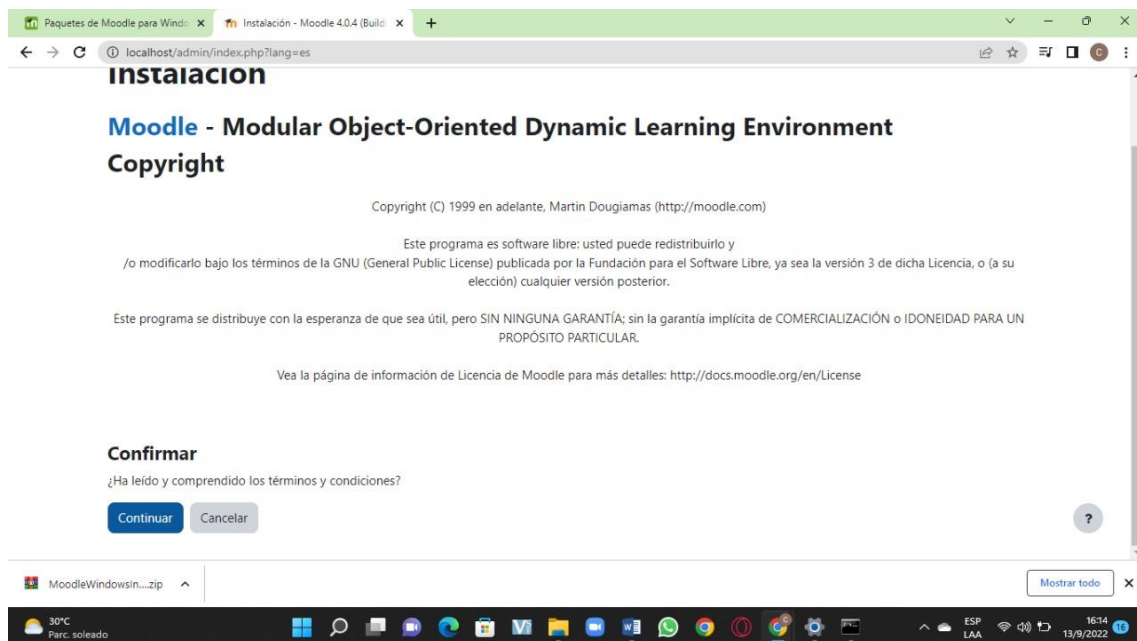 Paquetes de Moodle para Windo
Instalación - Moodle 4.0.4 (Build:
localhost/admin/index.php?lang=es
Instalación
Moodle - Modular Object-Oriented Dynamic Learning Environment
Copyright
Copyright (C) 1999 en adelante, Martin Dougiamas (http://moodle.com)
Este programa es software libre: usted puede redistribuirlo y
/o modificarlo bajo los términos de la GNU (General Public License) publicada por la Fundación para el Software Libre, ya sea la versión 3 de dicha Licencia, o (a su
elección) cualquier versión posterior.
Este programa se distribuye con la esperanza de que sea útil, pero SIN NINGUNA GARANTÍA; sin la garantía implícita de COMERCIALIZACIÓN o IDONEIDAD PARA UN
PROPÓSITO PARTICULAR.
Vea la página de información de Licencia de Moodle para más detalles: http://docs.moodle.org/en/License
Confirmar
¿Ha leído y comprendido los términos y condiciones?
Continuar Cancelar
?
MoodleWindowsIn....zip
Mostrar todo
30°C
Parc. soleado
ESP
LAA
16:14
13/9/2022
16